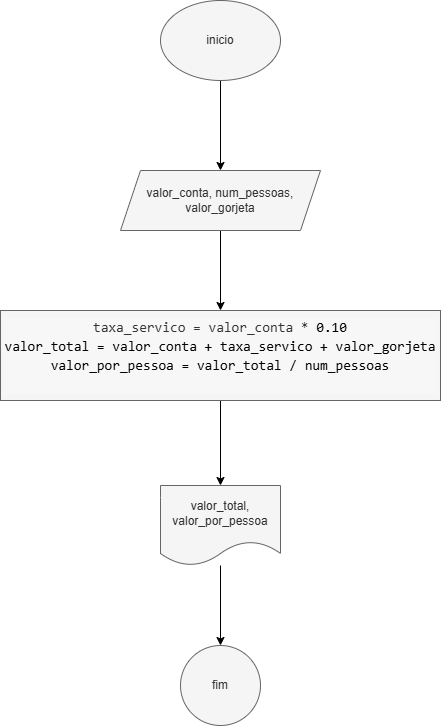 inicio
valor_conta, num_pessoas,
valor_gorjeta
taxa_servico = valor_conta * 0.10
valor_total = valor_conta + taxa_servico + valor_gorjeta
valor_por_pessoa = valor_total / num_pessoas
valor_total,
valor_por_pessoa
fim